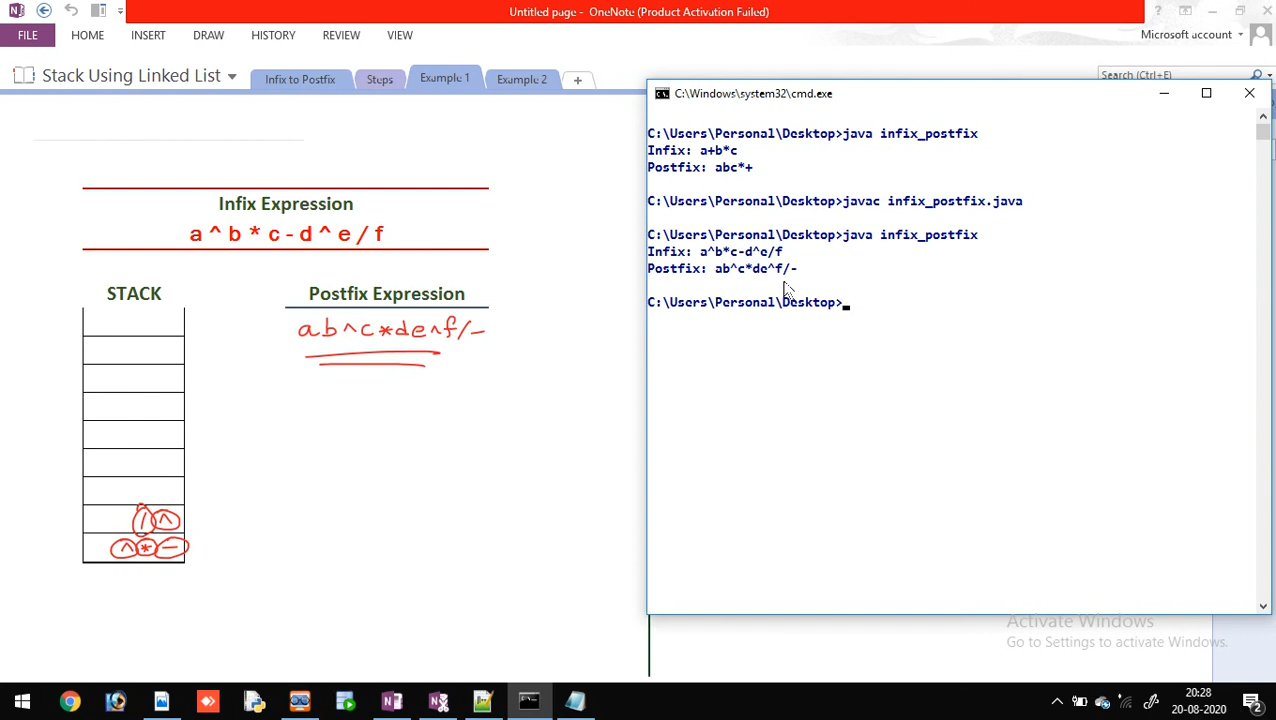 Untitled page - OneNote (Product Activation Failed)
FILE HOME INSERT DRAW HISTORY REVIEW VIEW
Microsoft account
Stack Using Linked List
Infix to Postfix Steps Example 1 Example 2 +
Search (Ctrl+E)
Infix Expression
a ^ b * c - d ^ e / f
STACK
Postfix Expression
ab^c*de^f/-
/ ^
^ * -
C:\Windows\system32\cmd.exe
C:\Users\Personal\Desktop>java infix_postfix
Infix: a+b*c
Postfix: abc*+
C:\Users\Personal\Desktop>javac infix_postfix.java
C:\Users\Personal\Desktop>java infix_postfix
Infix: a^b*c-d^e/f
Postfix: ab^c*de^f/-
C:\Users\Personal\Desktop>
Activate Windows
Go to Settings to activate Windows.
20:28
20-08-2020
2